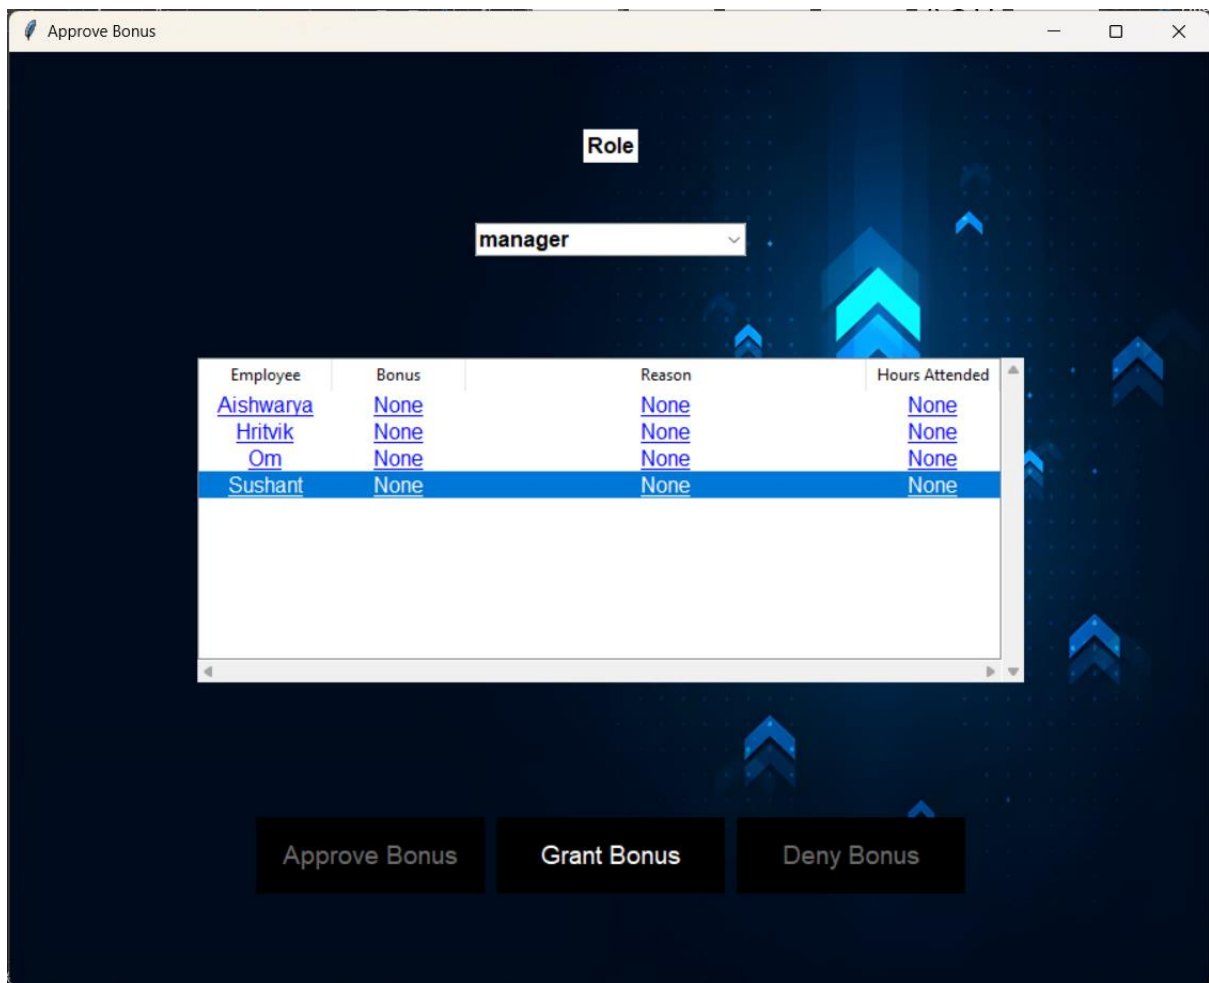 Approve Bonus
Role
manager
Employee Bonus Reason Hours Attended
Aishwarya None None None
Hritvik None None None
Om None None None
Sushant None None None
Approve Bonus Grant Bonus Deny Bonus